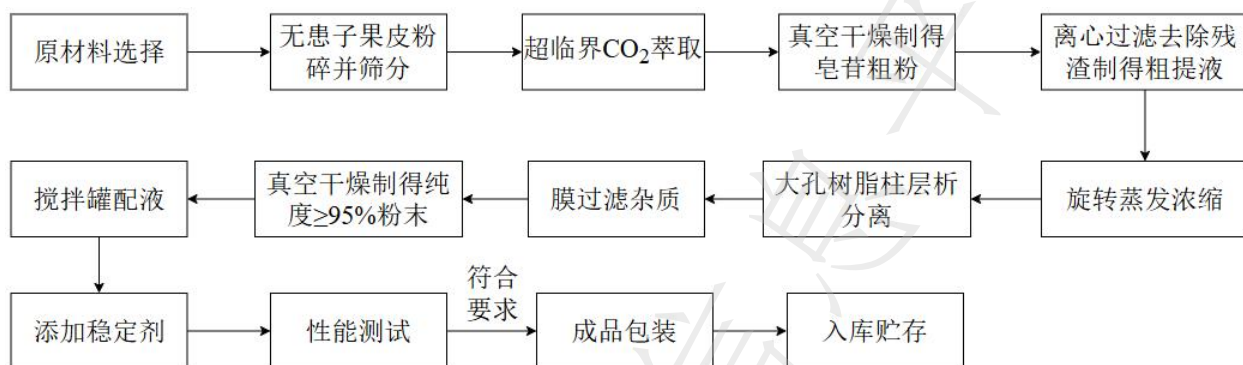 原材料选择
无患子果皮粉
碎并筛分
超临界CO₂萃取
真空干燥制得
皂苷粗粉
离心过滤去除残
渣制得粗提液
旋转蒸发浓缩
大孔树脂柱层析
分离
膜过滤杂质
真空干燥制得纯
度≥95%粉末
搅拌罐配液
添加稳定剂
性能测试
符合
要求
成品包装
入库贮存